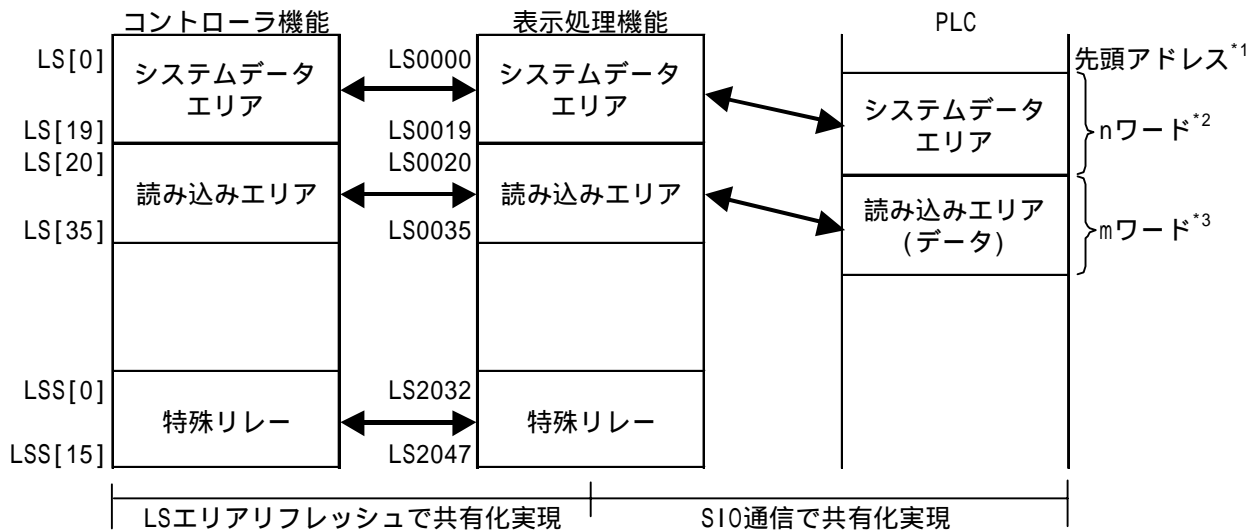 コントローラ機能
表示処理機能
PLC
LS[0]
システムデータ
エリア
LS0000
システムデータ
エリア
先頭アドレス*1
システムデータ
エリア
nワード*2
LS[19]
LS0019
LS[20]
読み込みエリア
LS0020
読み込みエリア
読み込みエリア
(データ)
mワード*3
LS[35]
LS0035
LSS[0]
特殊リレー
LS2032
特殊リレー
LSS[15]
LS2047
LSエリアリフレッシュで共有化実現
SIO通信で共有化実現